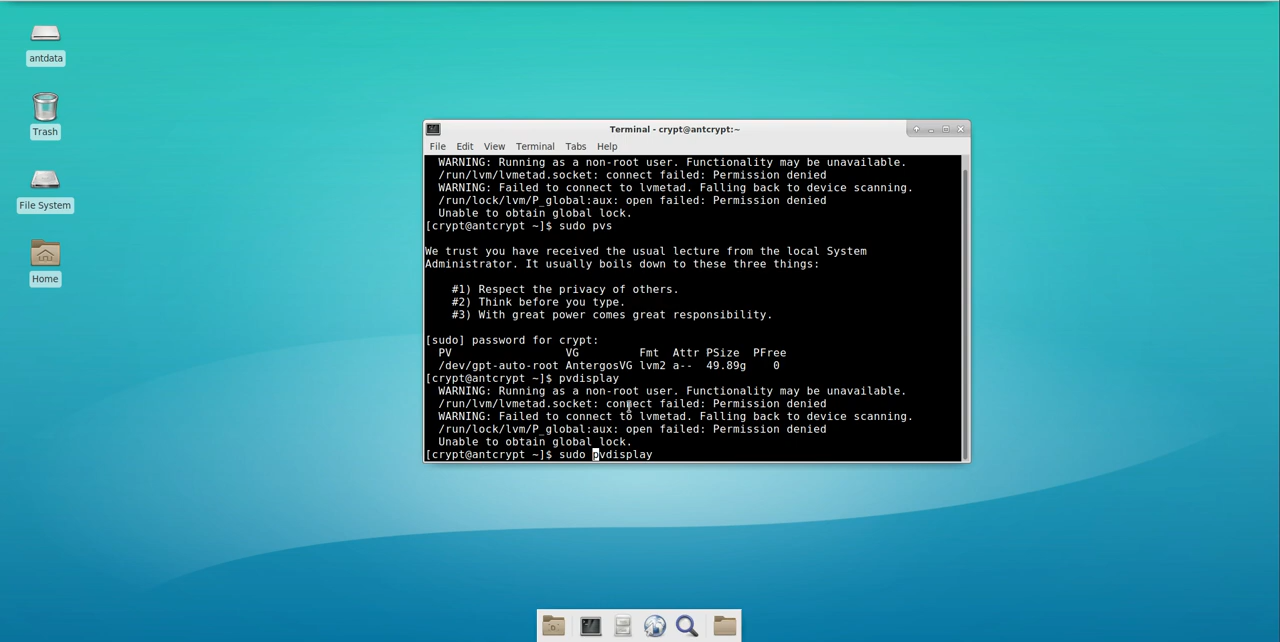 antdata
Trash
File System
Home
Terminal - crypt@antcrypt:~
File Edit View Terminal Tabs Help
WARNING: Running as a non-root user. Functionality may be unavailable.
/run/lvm/lvmetad.socket: connect failed: Permission denied
WARNING: Failed to connect to lvmetad. Falling back to device scanning.
/run/lock/lvm/P_global:aux: open failed: Permission denied
Unable to obtain global lock.
[crypt@antcrypt ~]$ sudo pvs
We trust you have received the usual lecture from the local System
Administrator. It usually boils down to these three things:
#1) Respect the privacy of others.
#2) Think before you type.
#3) With great power comes great responsibility.
[sudo] password for crypt:
PV VG Fmt Attr PSize PFree
/dev/gpt-auto-root AntergosVG lvm2 a-- 49.89g 0
[crypt@antcrypt ~]$ pvdisplay
WARNING: Running as a non-root user. Functionality may be unavailable.
/run/lvm/lvmetad.socket: connect failed: Permission denied
WARNING: Failed to connect to lvmetad. Falling back to device scanning.
/run/lock/lvm/P_global:aux: open failed: Permission denied
Unable to obtain global lock.
[crypt@antcrypt ~]$ sudo pvdisplay